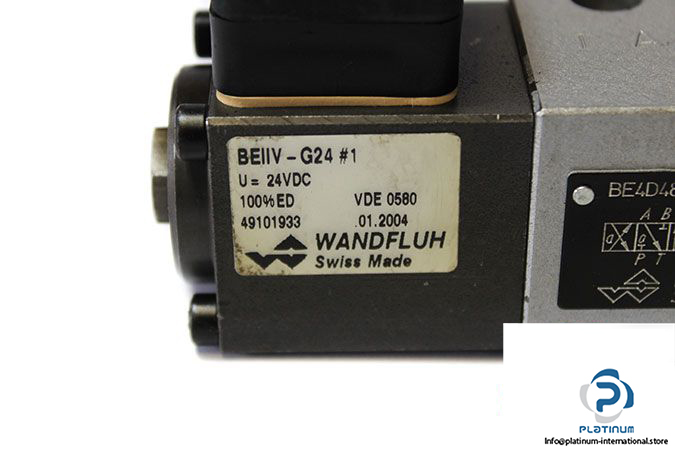 BEIIV-G24 #1
U= 24VDC
100%ED VDE 0580
49101933 .01.2004
WANDFLUH
Swiss Made
I A
BE4D48
A B
a a
P T
PLATINUM
Info@platinum-international.store